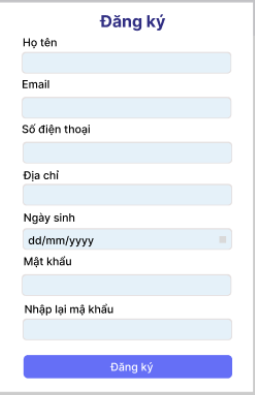 Đăng ký
Họ tên
Email
Số điện thoại
Địa chỉ
Ngày sinh
dd/mm/yyyy
Mật khẩu
Nhập lại mậ khẩu
Đăng ký